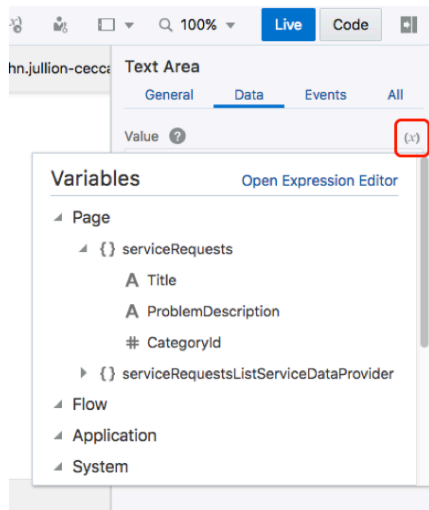 100%
Live
Code
hn.jullion-cecca
Text Area
General Data Events All
Value ?
(x)
Variables
Open Expression Editor
Page
{} serviceRequests
A Title
A ProblemDescription
# CategoryId
{} serviceRequestsListServiceDataProvider
Flow
Application
System